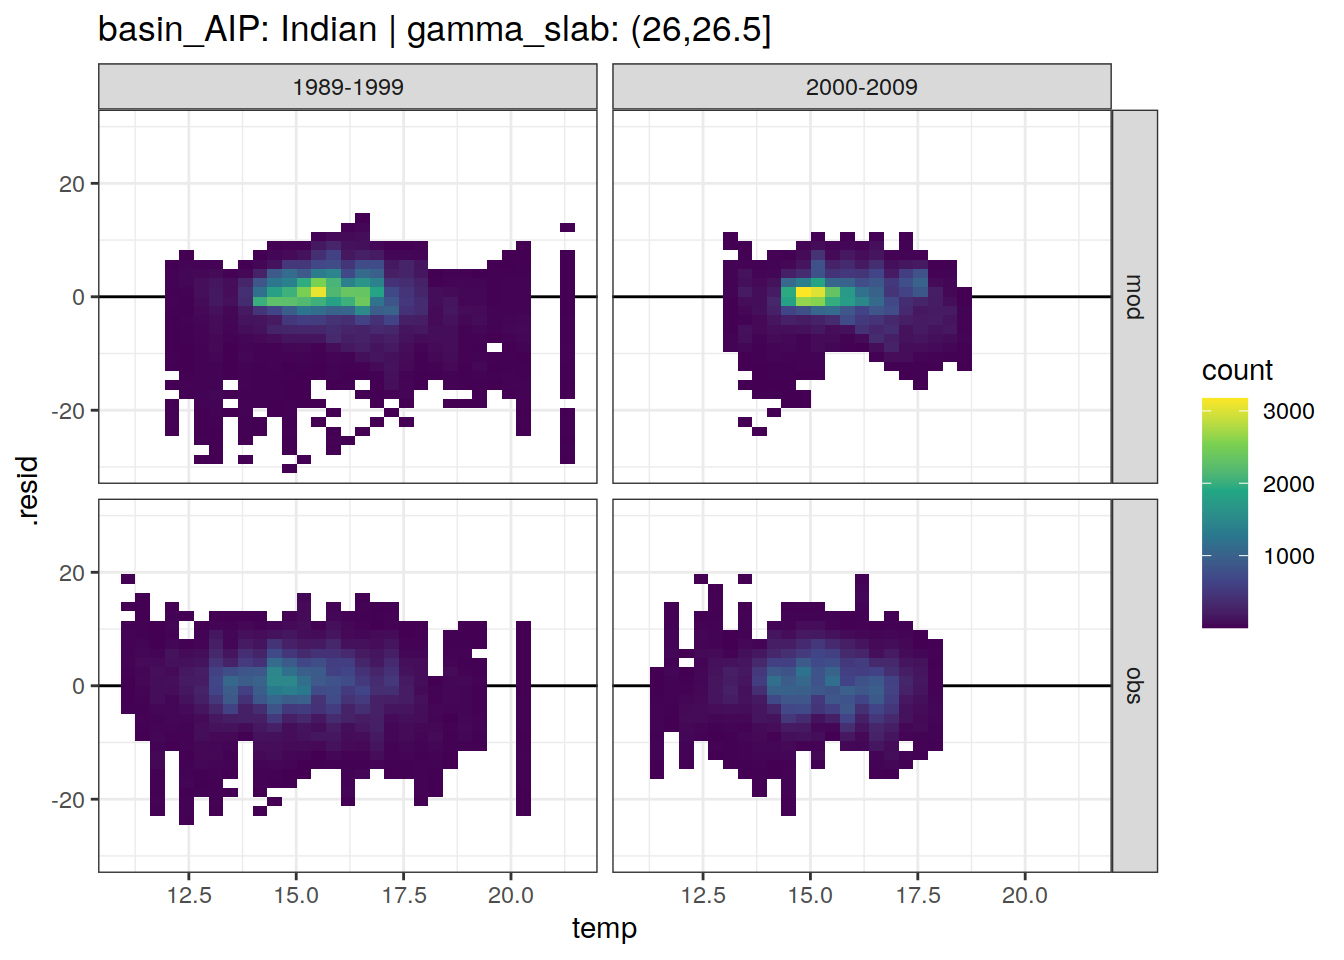 basin_AIP: Indian | gamma_slab: (26,26.5]
1989-1999
2000-2009
20
0
-20
mod
20
0
-20
obs
.resid
12.5 15.0 17.5 20.0
12.5 15.0 17.5 20.0
temp
count
3000
2000
1000